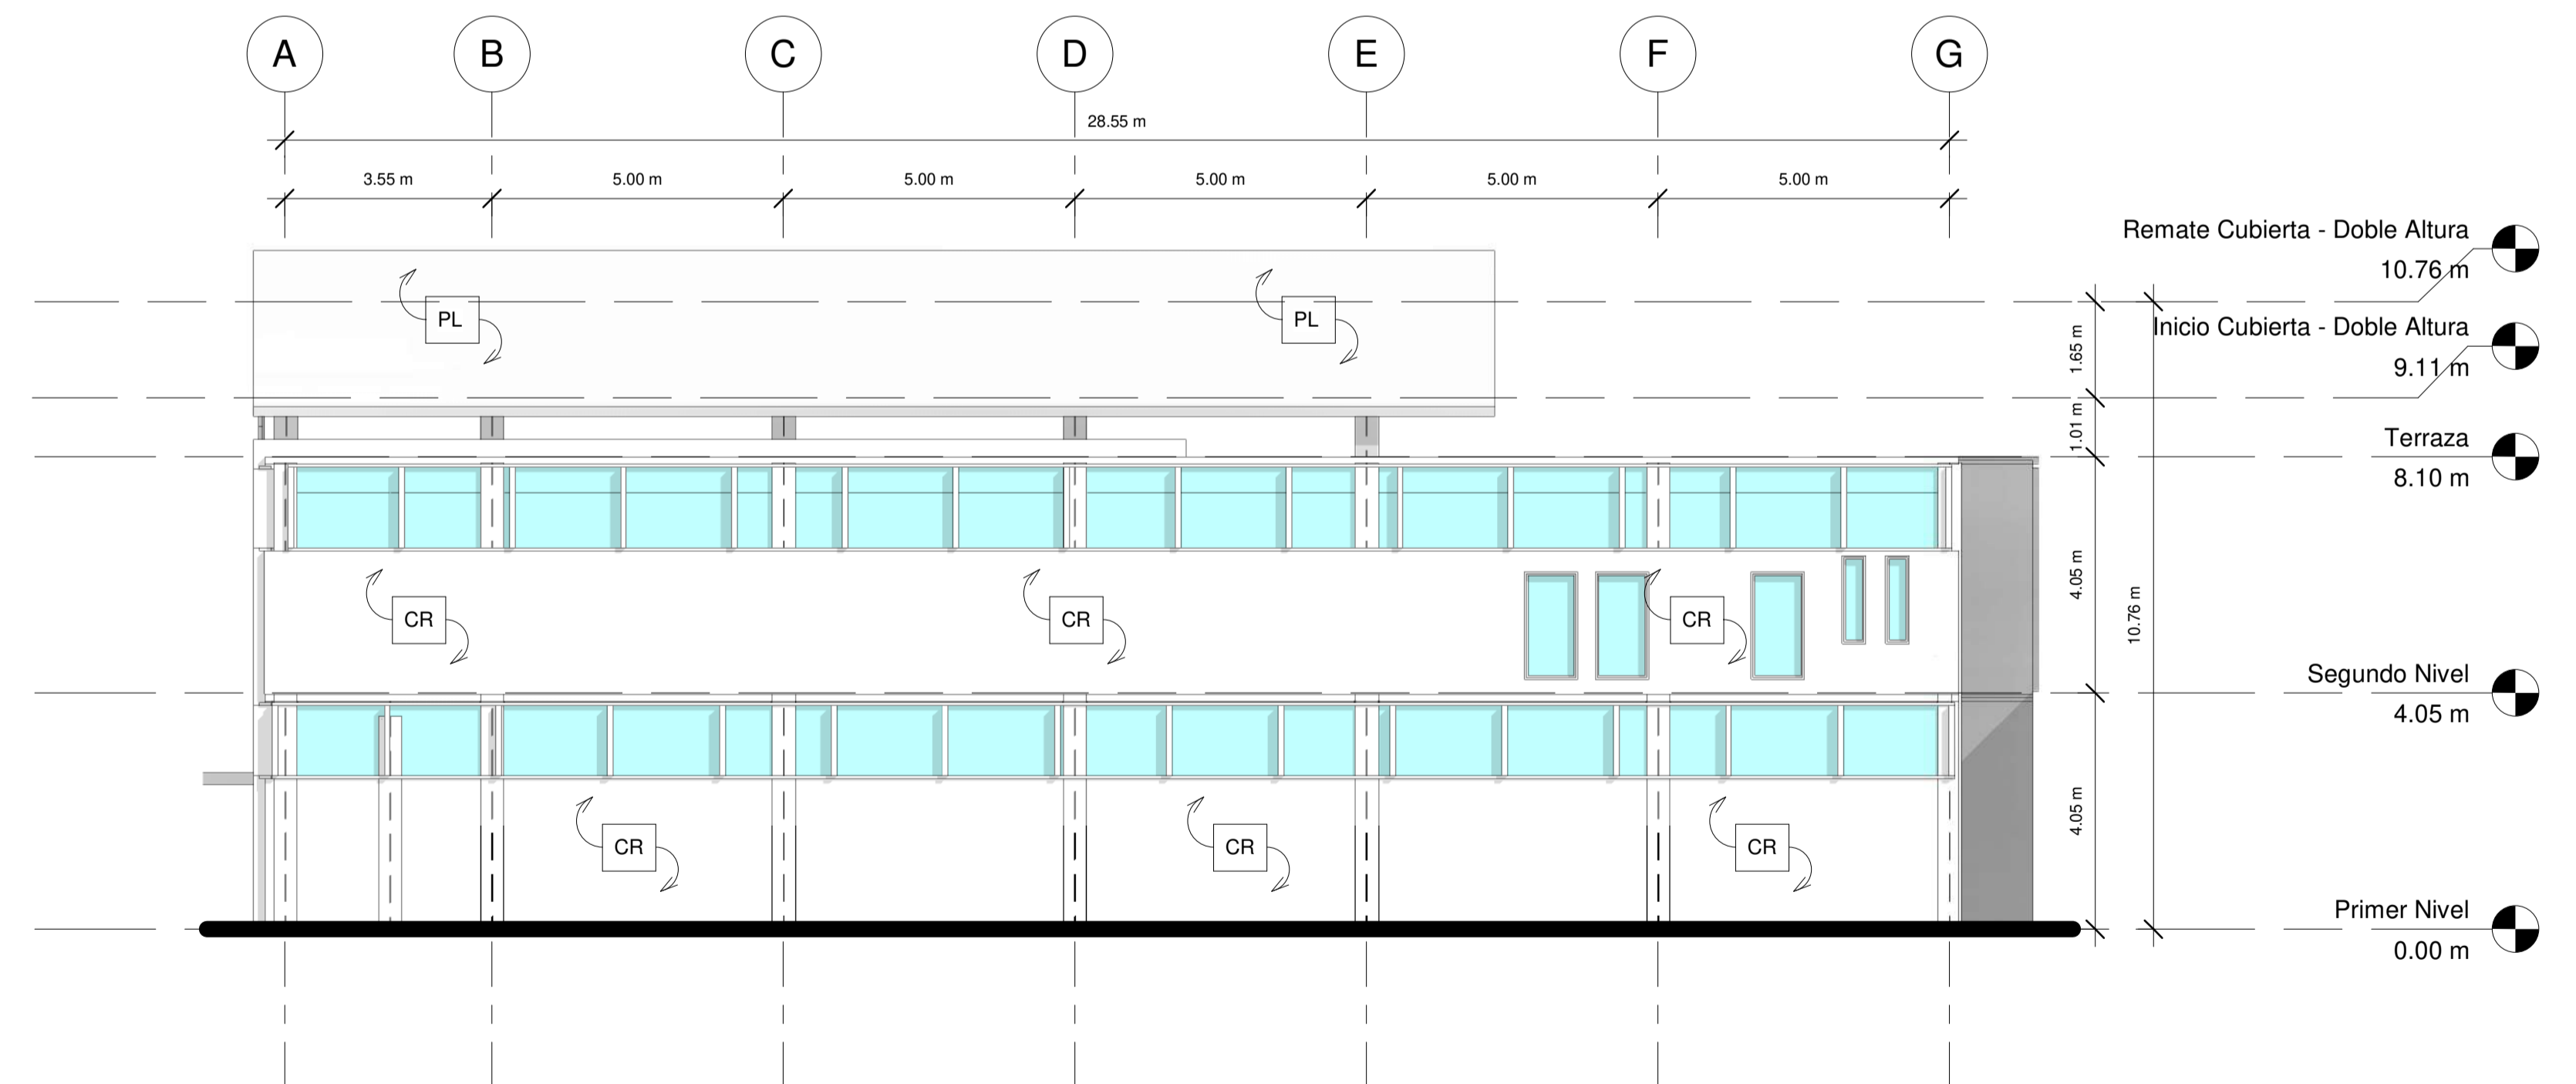 A B C D E F G
28.55 m
3.55 m 5.00 m 5.00 m 5.00 m 5.00 m 5.00 m
Remate Cubierta - Doble Altura
10.76 m
PL PL
Inicio Cubierta - Doble Altura
9.11 m
1.65 m
1.01 m
Terraza
8.10 m
4.05 m
10.76 m
CR CR CR
Segundo Nivel
4.05 m
4.05 m
CR CR CR
Primer Nivel
0.00 m